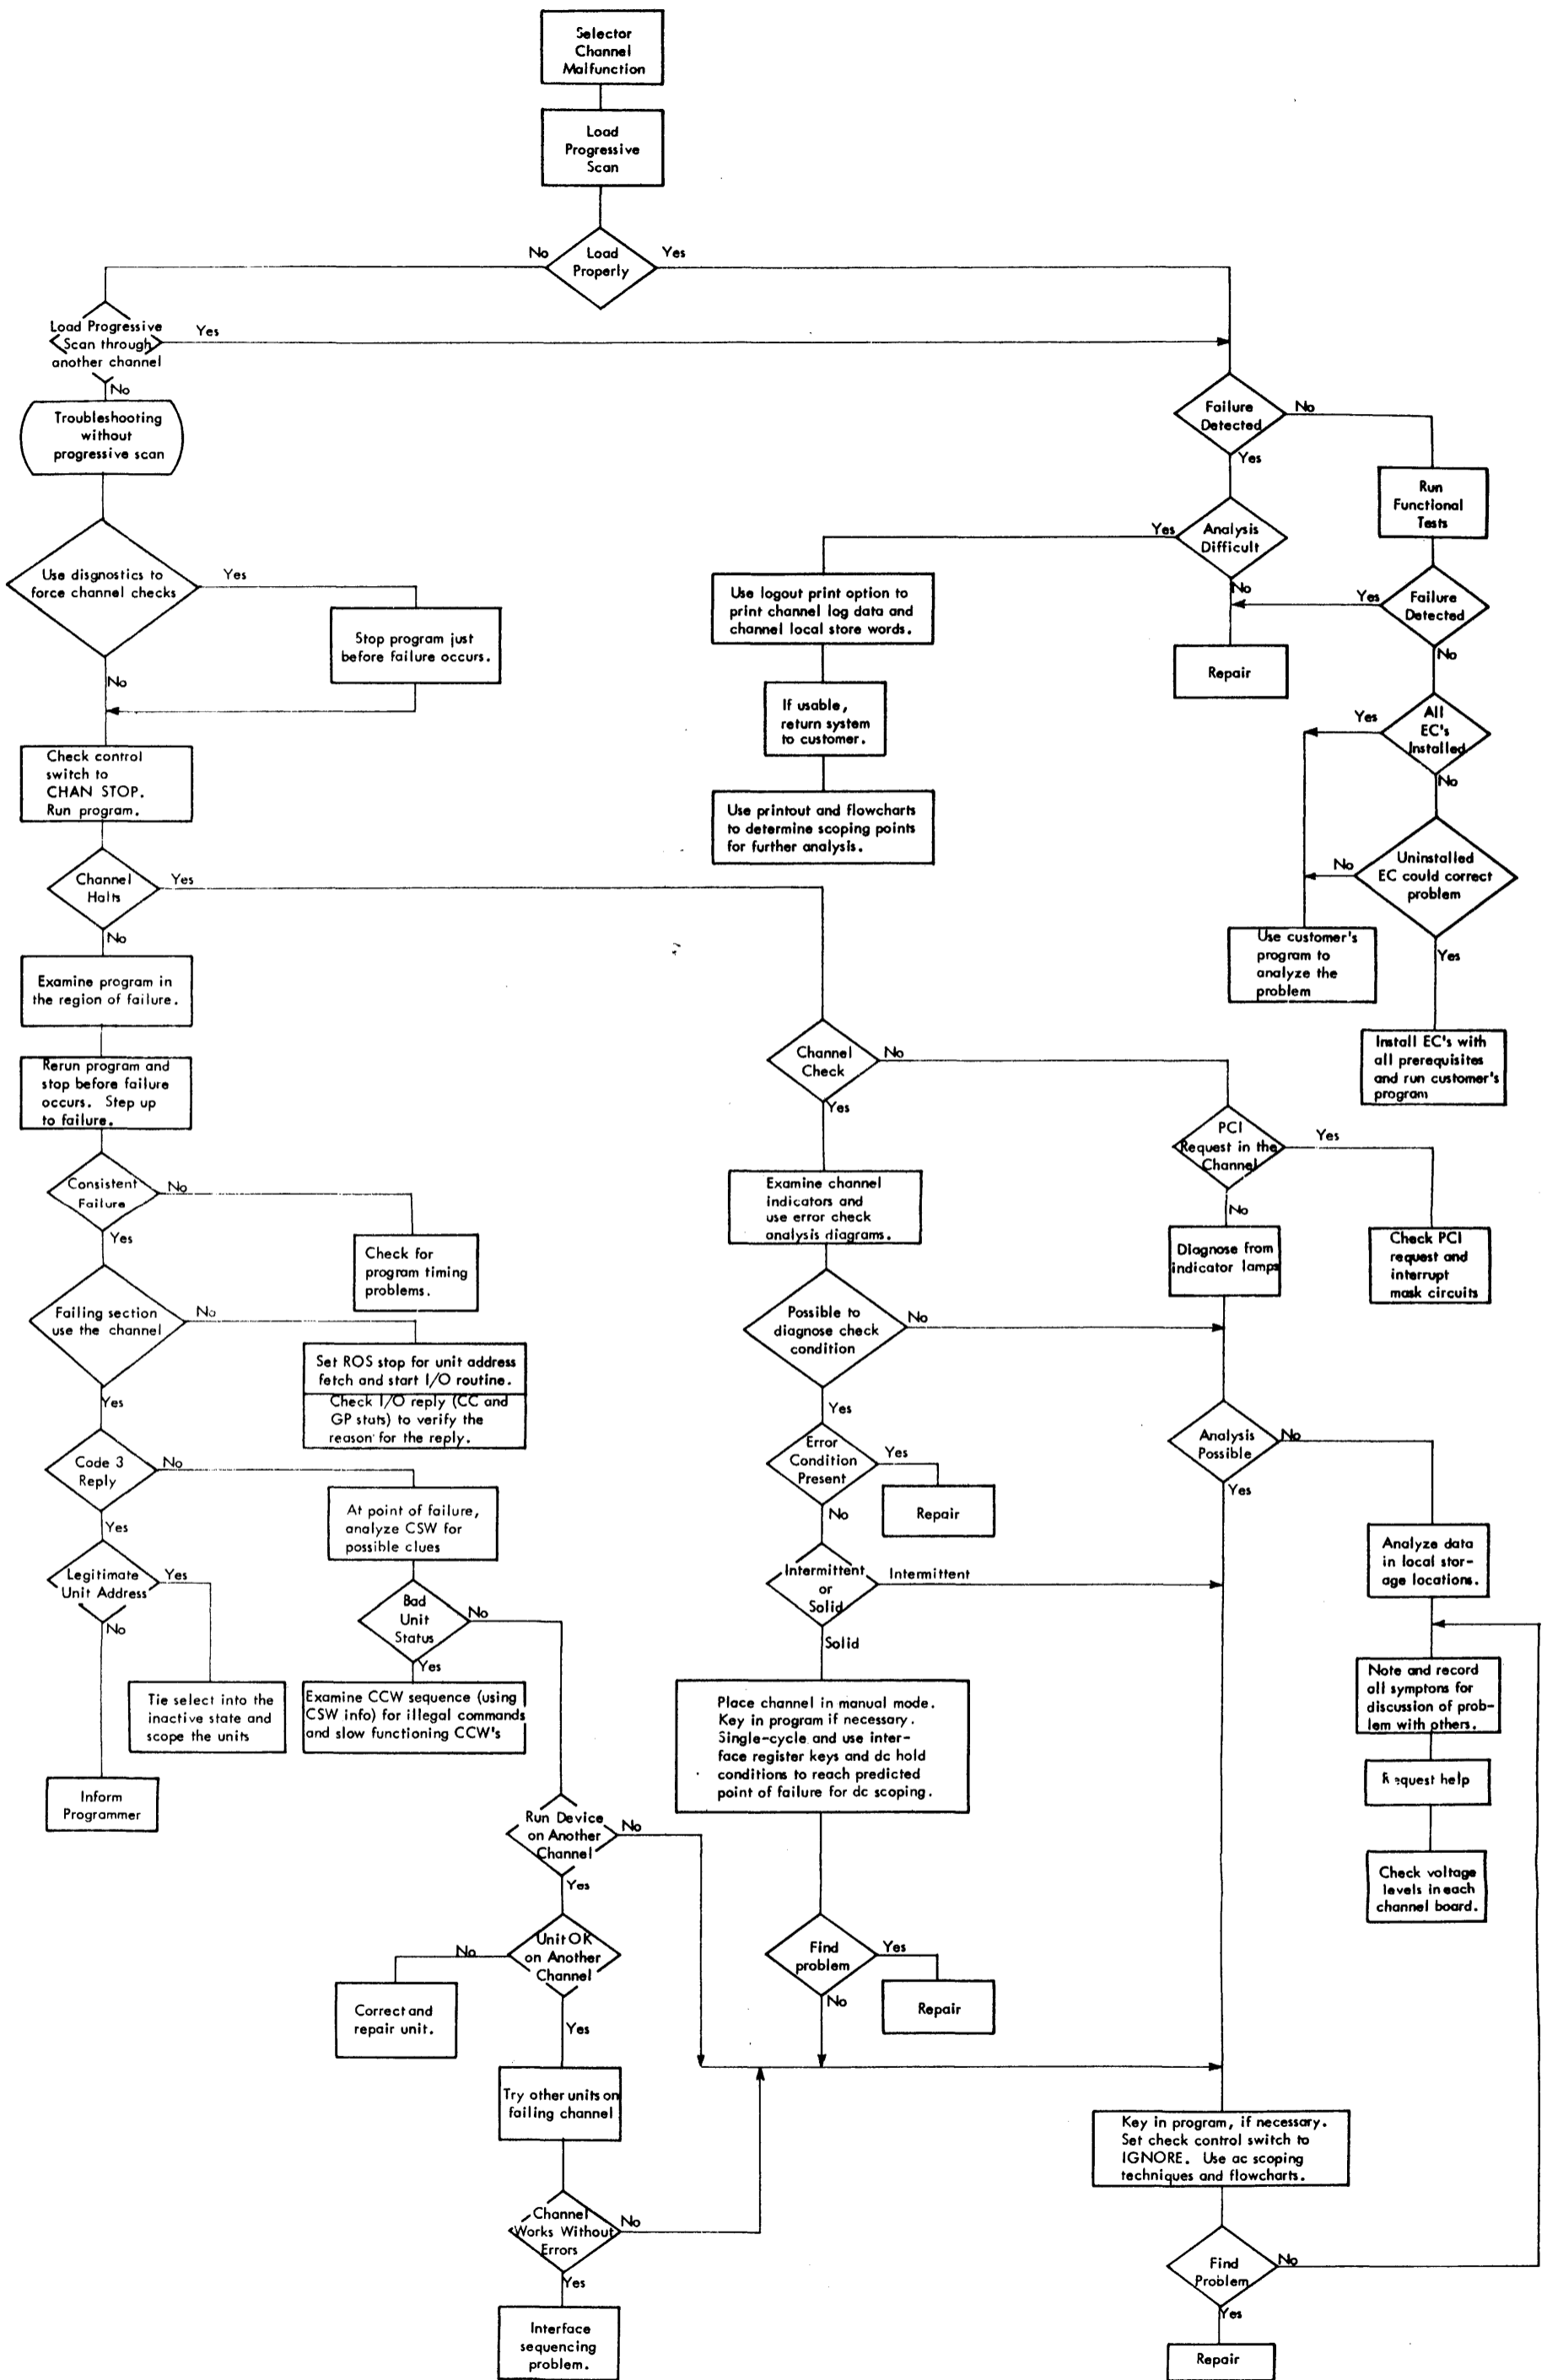 Selector
Channel
Malfunction
Load
Progressive
Scan
No
Load
Properly
Yes
Load Progressive
Scan through
another channel
Yes
No
Troubleshooting
without
progressive scan
Use disgnostics to
force channel checks
Yes
Stop program just
before failure occurs.
No
Check control
switch to
CHAN STOP.
Run program.
Channel
Halts
Yes
No
Examine program in
the region of failure.
Rerun program and
stop before failure
occurs. Step up
to failure.
Consistent
Failure
No
Yes
Check for
program timing
problems.
Failing section
use the channel
No
Yes
Set ROS stop for unit address
fetch and start I/O routine.
Check I/O reply (CC and
GP stats) to verify the
reason for the reply.
Code 3
Reply
No
Yes
At point of failure,
analyze CSW for
possible clues
Legitimate
Unit Address
Yes
No
Tie select into the
inactive state and
scope the units
Inform
Programmer
Bad
Unit
Status
No
Yes
Examine CCW sequence (using
CSW info) for illegal commands
and slow functioning CCW's
Run Device
on Another
Channel
No
Yes
Unit OK
on Another
Channel
No
Yes
Correct and
repair unit.
Try other units on
failing channel
Channel
Works Without
Errors
No
Yes
Interface
sequencing
problem.
Failure
Detected
No
Yes
Analysis
Difficult
Yes
No
Repair
Use logout print option to
print channel log data and
channel local store words.
If usable,
return system
to customer.
Use printout and flowcharts
to determine scoping points
for further analysis.
Run
Functional
Tests
Failure
Detected
Yes
No
All
EC's
Installed
Yes
No
Uninstalled
EC could correct
problem
No
Yes
Use customer's
program to
analyze the
problem
Install EC's with
all prerequisites
and run customer's
program
Channel
Check
No
Yes
Examine channel
indicators and
use error check
analysis diagrams.
PCI
Request in the
Channel
Yes
No
Check PCI
request and
interrupt
mask circuits
Diagnose from
indicator lamps
Possible to
diagnose check
condition
No
Yes
Error
Condition
Present
Yes
No
Repair
Intermittent
or
Solid
Intermittent
Solid
Place channel in manual mode.
Key in program if necessary.
Single-cycle and use inter-
face register keys and dc hold
conditions to reach predicted
point of failure for dc scoping.
Find
problem
Yes
No
Repair
Analysis
Possible
No
Yes
Analyze data
in local stor-
age locations.
Note and record
all symptons for
discussion of prob-
lem with others.
Request help
Check voltage
levels in each
channel board.
Key in program, if necessary.
Set check control switch to
IGNORE. Use ac scoping
techniques and flowcharts.
Find
Problem
No
Yes
Repair